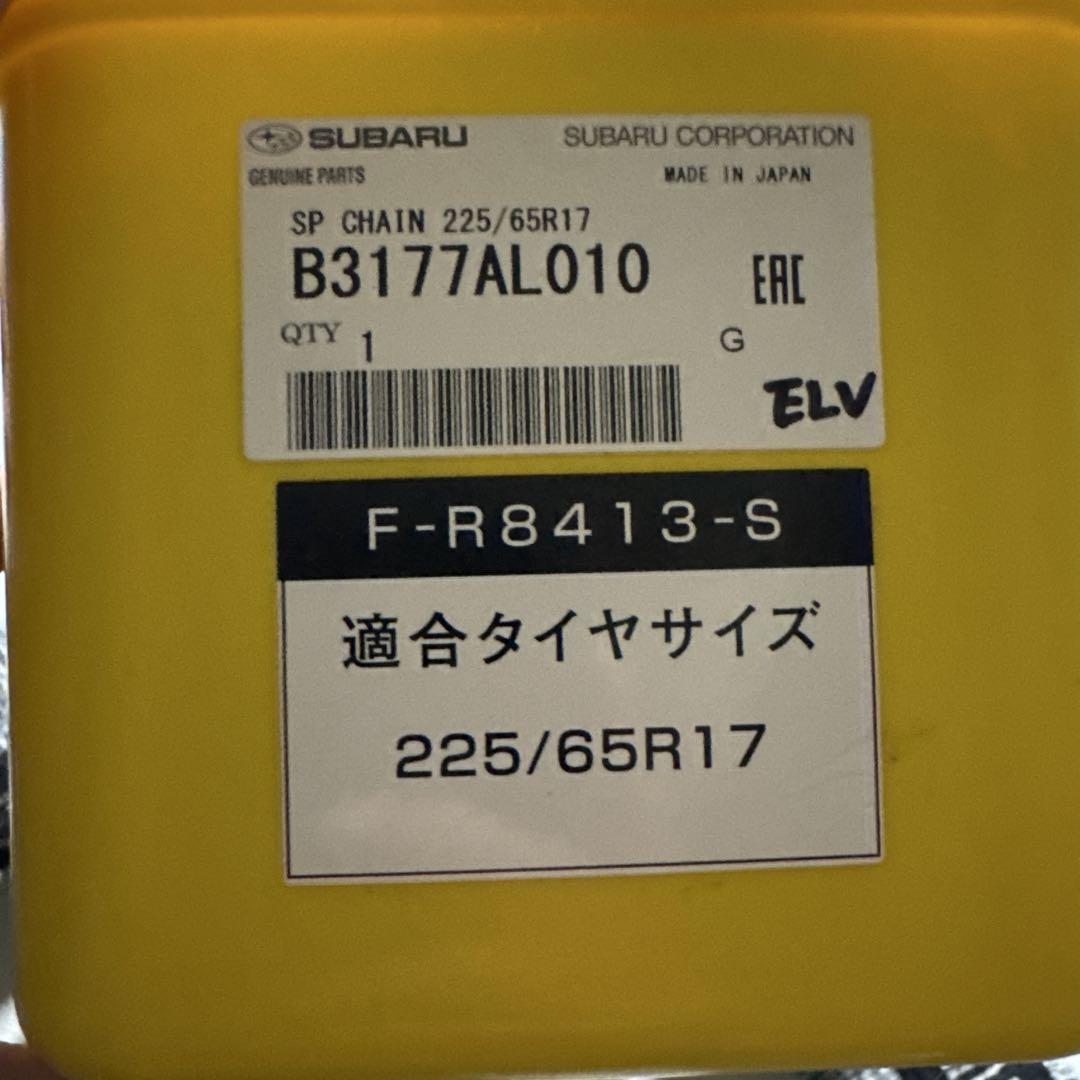 SUBARU SUBARU CORPORATION
GENUINE PARTS MADE IN JAPAN
SP CHAIN 225/65R17
B3177AL010 EAC
QTY 1 G
ELV
F-R8413-S
適合タイヤサイズ
225/65R17